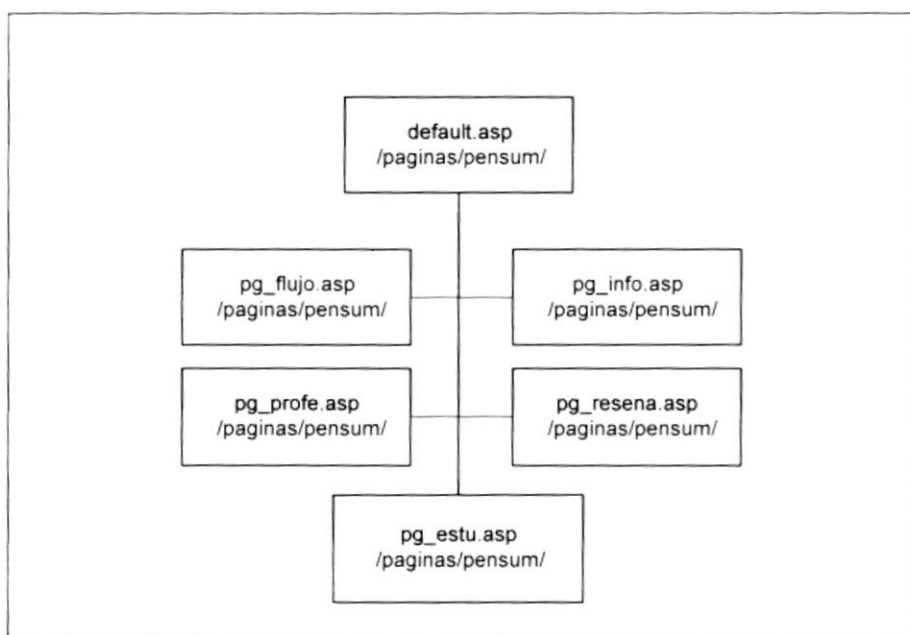 default.asp
/paginas/pensum/
pg_flujo.asp
/paginas/pensum/
pg_info.asp
/paginas/pensum/
pg_profe.asp
/paginas/pensum/
pg_resena.asp
/paginas/pensum/
pg_estu.asp
/paginas/pensum/